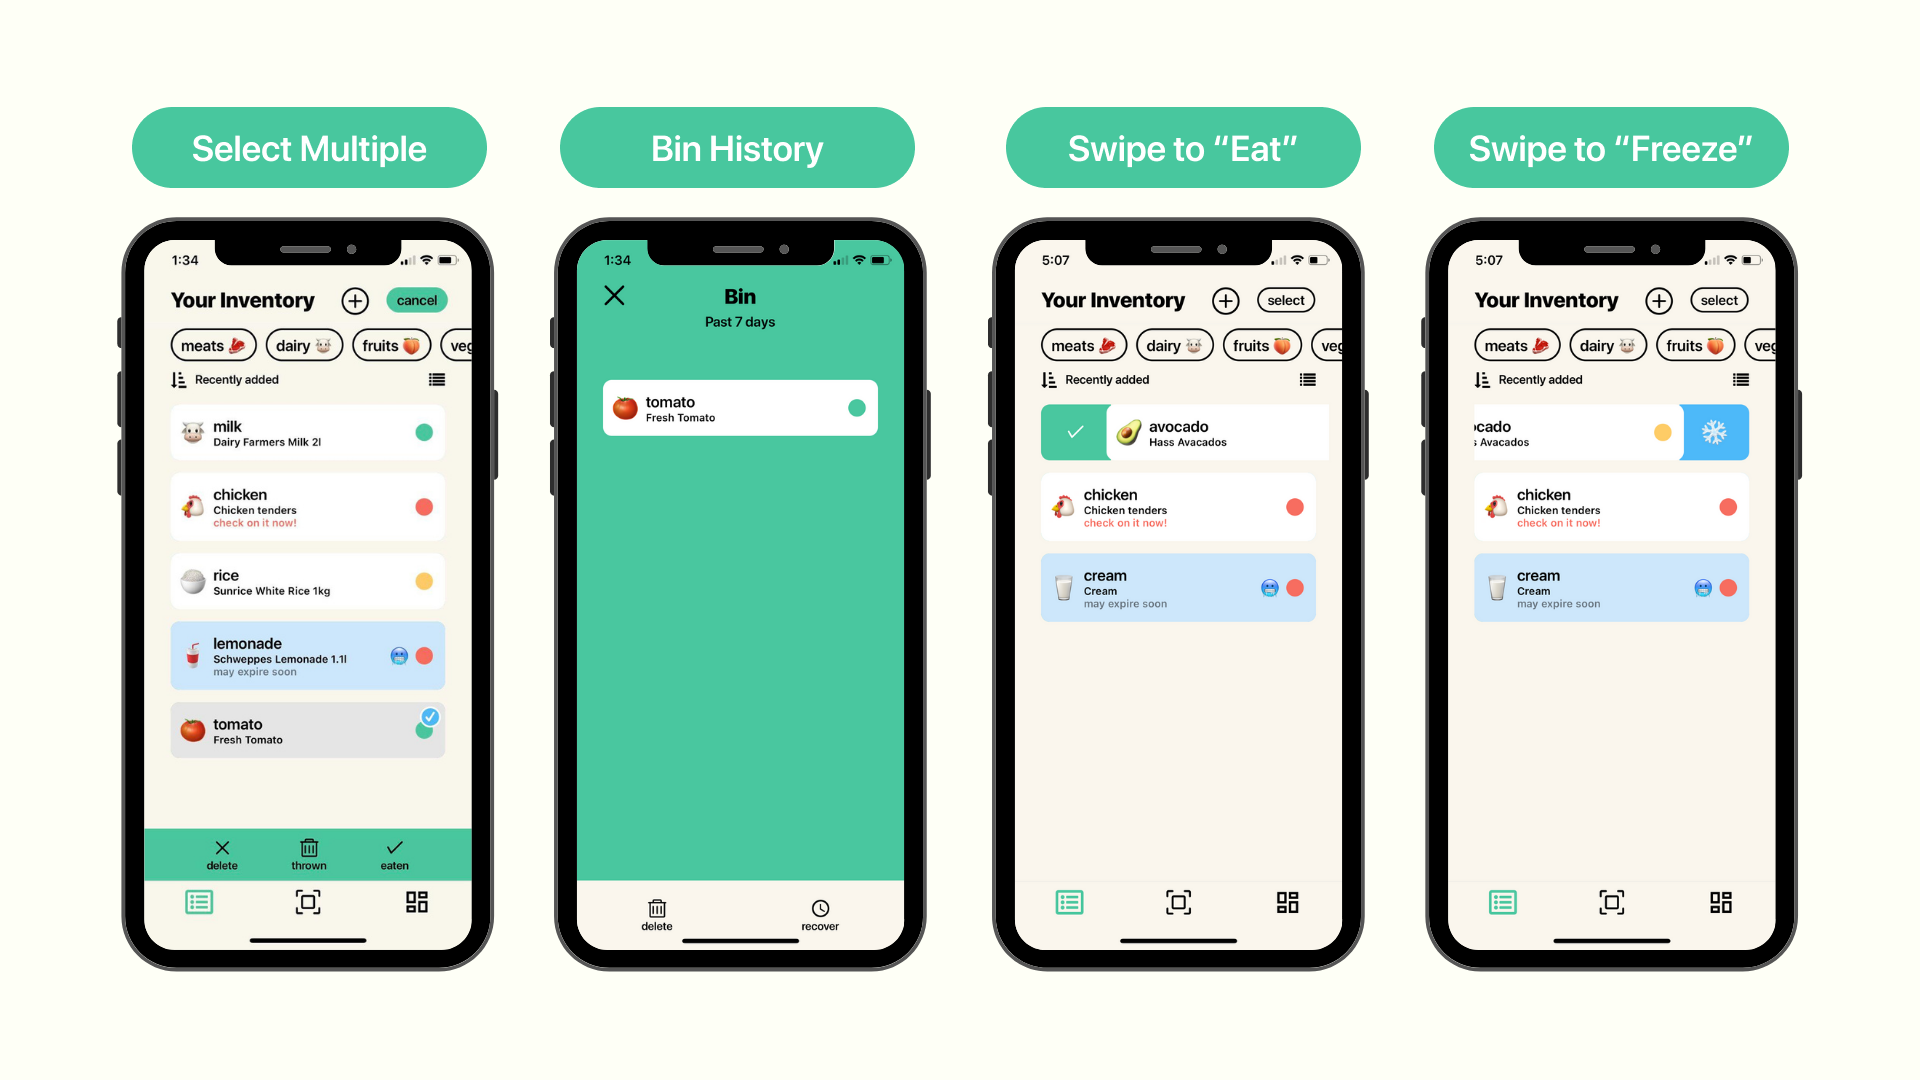 Select Multiple
1:34
Your Inventory
cancel
meats
dairy
fruits
veg
Recently added
milk
Dairy Farmers Milk 2l
chicken
Chicken tenders
check on it now!
rice
Sunrice White Rice 1kg
lemonade
Schweppes Lemonade 1.1l
may expire soon
tomato
Fresh Tomato
delete
thrown
eaten
Bin History
1:34
Bin
Past 7 days
tomato
Fresh Tomato
delete
recover
Swipe to “Eat”
5:07
Your Inventory
select
meats
dairy
fruits
veg
Recently added
avocado
Hass Avacados
chicken
Chicken tenders
check on it now!
cream
Cream
may expire soon
Swipe to “Freeze”
5:07
Your Inventory
select
meats
dairy
fruits
veg
Recently added
cado
s Avacados
chicken
Chicken tenders
check on it now!
cream
Cream
may expire soon